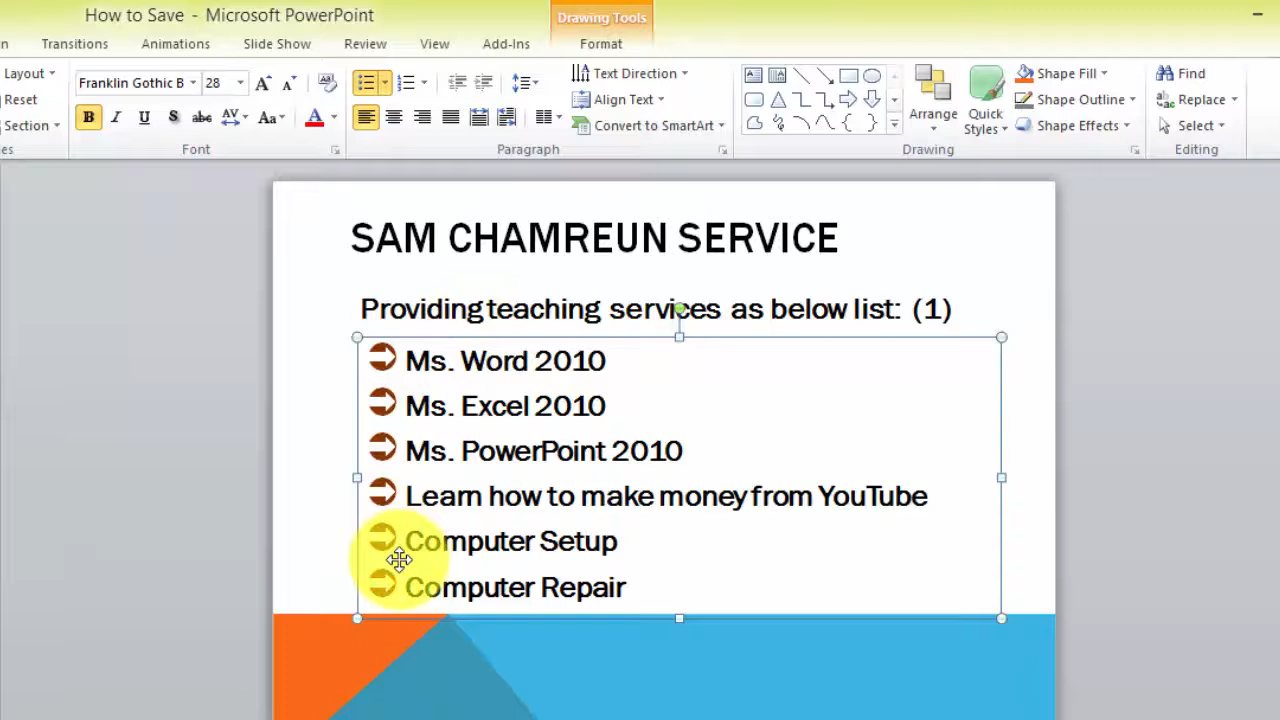 How to Save - Microsoft PowerPoint
Drawing Tools
Transitions Animations Slide Show Review View Add-Ins Format
Layout Franklin Gothic B 28 Text Direction Shape Fill Find
Reset Align Text Shape Outline Replace
Section B I U S abc AV Aa A Convert to SmartArt Arrange Quick Styles Shape Effects Select
Font Paragraph Drawing Editing
SAM CHAMREUN SERVICE
Providing teaching services as below list: (1)
Ms. Word 2010
Ms. Excel 2010
Ms. PowerPoint 2010
Learn how to make money from YouTube
Computer Setup
Computer Repair